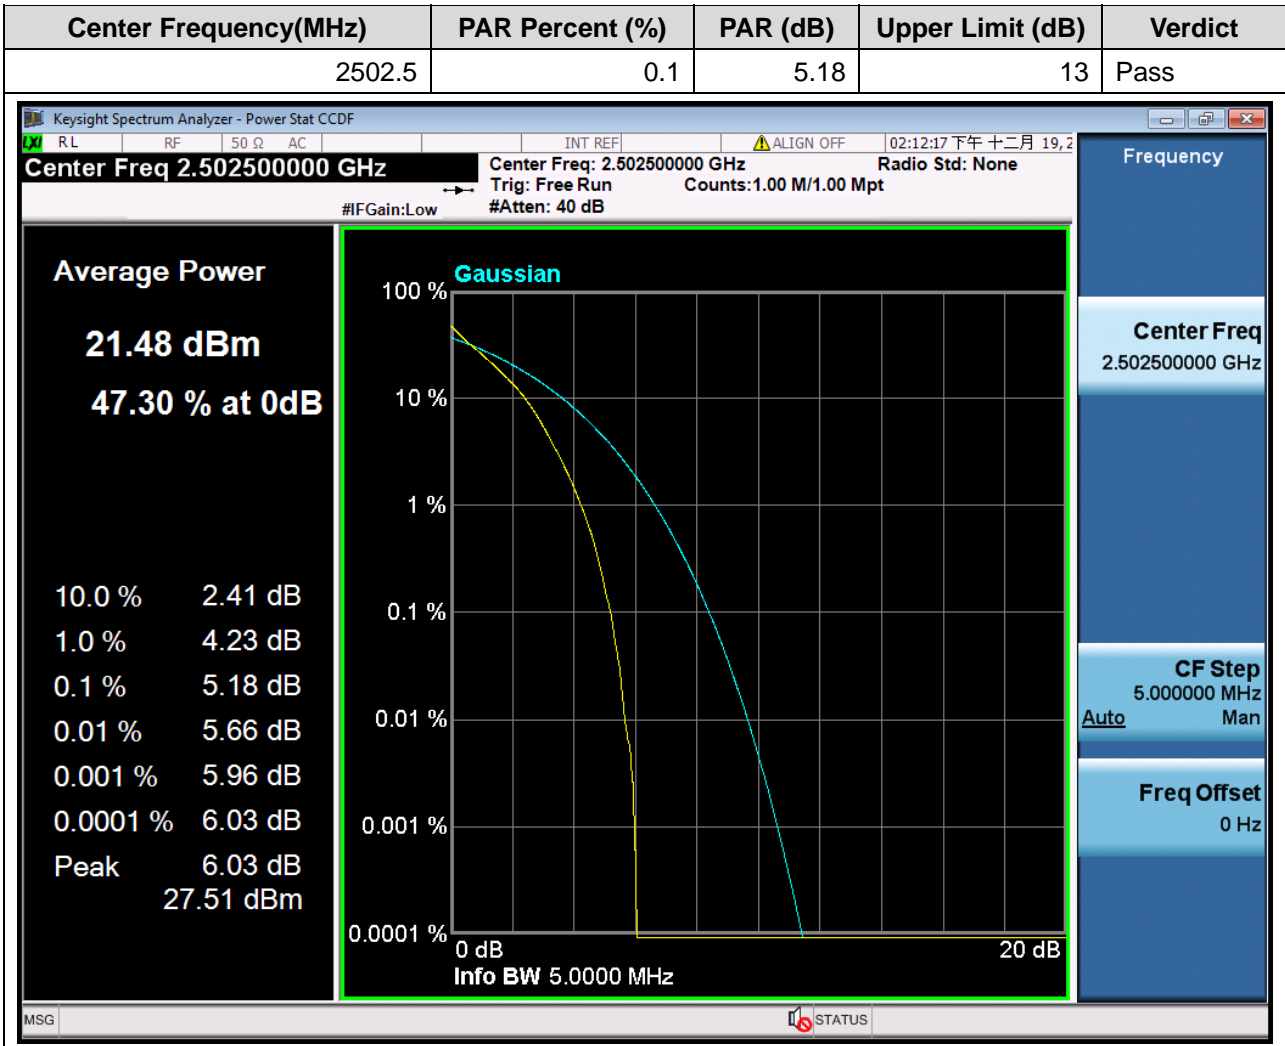 Center Frequency(MHz) PAR Percent (%) PAR (dB) Upper Limit (dB) Verdict
2502.5 0.1 5.18 13 Pass
Keysight Spectrum Analyzer - Power Stat CCDF
LXI RL RF 50 Ω AC INT REF ALIGN OFF 02:12:17 下午 十二月 19, 2
Center Freq 2.502500000 GHz
Center Freq: 2.502500000 GHz Radio Std: None
Trig: Free Run Counts:1.00 M/1.00 Mpt
#IFGain:Low #Atten: 40 dB
Average Power
21.48 dBm
47.30 % at 0dB
10.0 % 2.41 dB
1.0 % 4.23 dB
0.1 % 5.18 dB
0.01 % 5.66 dB
0.001 % 5.96 dB
0.0001 % 6.03 dB
Peak 6.03 dB
27.51 dBm
Gaussian
100 %
10 %
1 %
0.1 %
0.01 %
0.001 %
0.0001 %
0 dB 20 dB
Info BW 5.0000 MHz
Frequency
Center Freq
2.502500000 GHz
CF Step
5.000000 MHz
Auto Man
Freq Offset
0 Hz
MSG STATUS